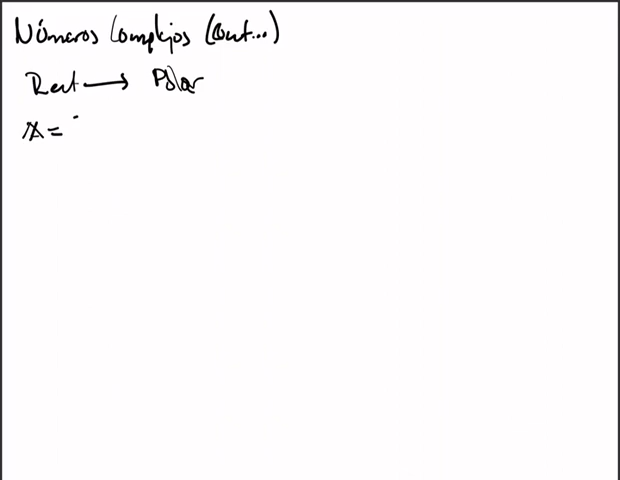 Números Complejos (Cont...)
Rect → Polar
A =